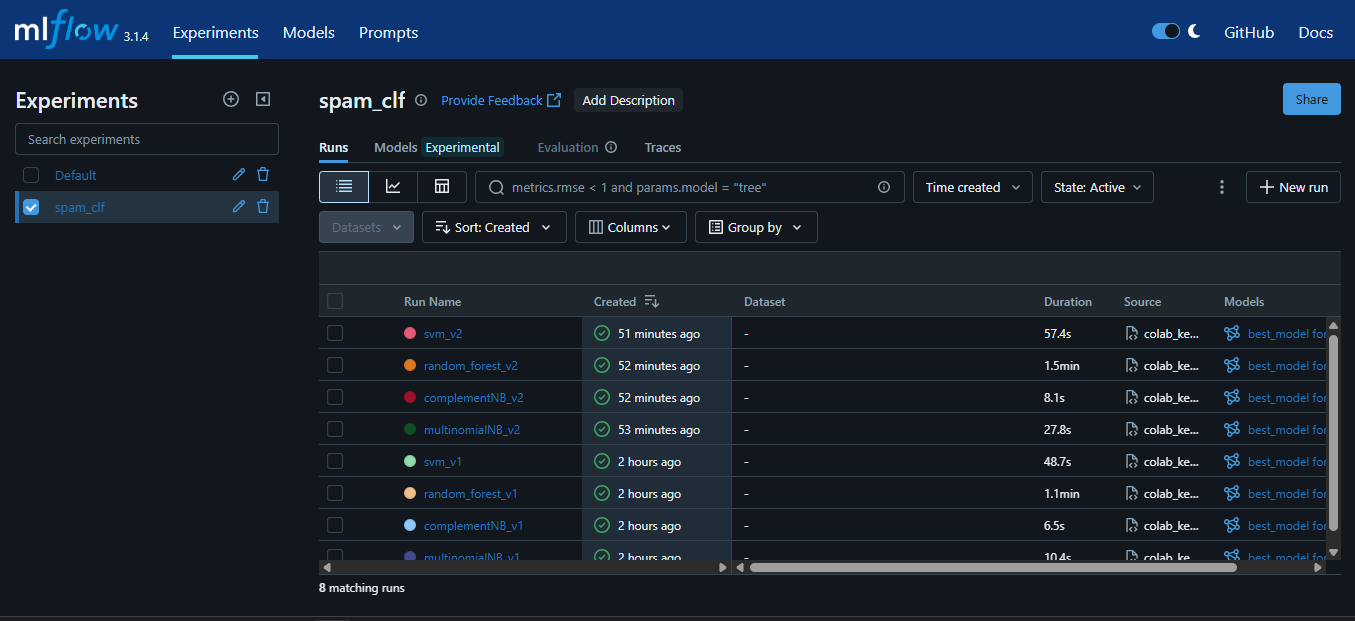 mlflow 3.1.4 Experiments Models Prompts GitHub Docs
Experiments
Search experiments
Default
spam_clf
spam_clf Provide Feedback Add Description Share
Runs Models Experimental Evaluation Traces
metrics.rmse < 1 and params.model = "tree" Time created State: Active New run
Datasets Sort: Created Columns Group by
Run Name Created Dataset Duration Source Models
svm_v2 51 minutes ago - 57.4s colab_ke... best_model for
random_forest_v2 52 minutes ago - 1.5min colab_ke... best_model for
complementNB_v2 52 minutes ago - 8.1s colab_ke... best_model for
multinomialNB_v2 53 minutes ago - 27.8s colab_ke... best_model for
svm_v1 2 hours ago - 48.7s colab_ke... best_model for
random_forest_v1 2 hours ago - 1.1min colab_ke... best_model for
complementNB_v1 2 hours ago - 6.5s colab_ke... best_model for
multinomialNB_v1 2 hours ago - 10.4s colab_ke... best_model for
8 matching runs